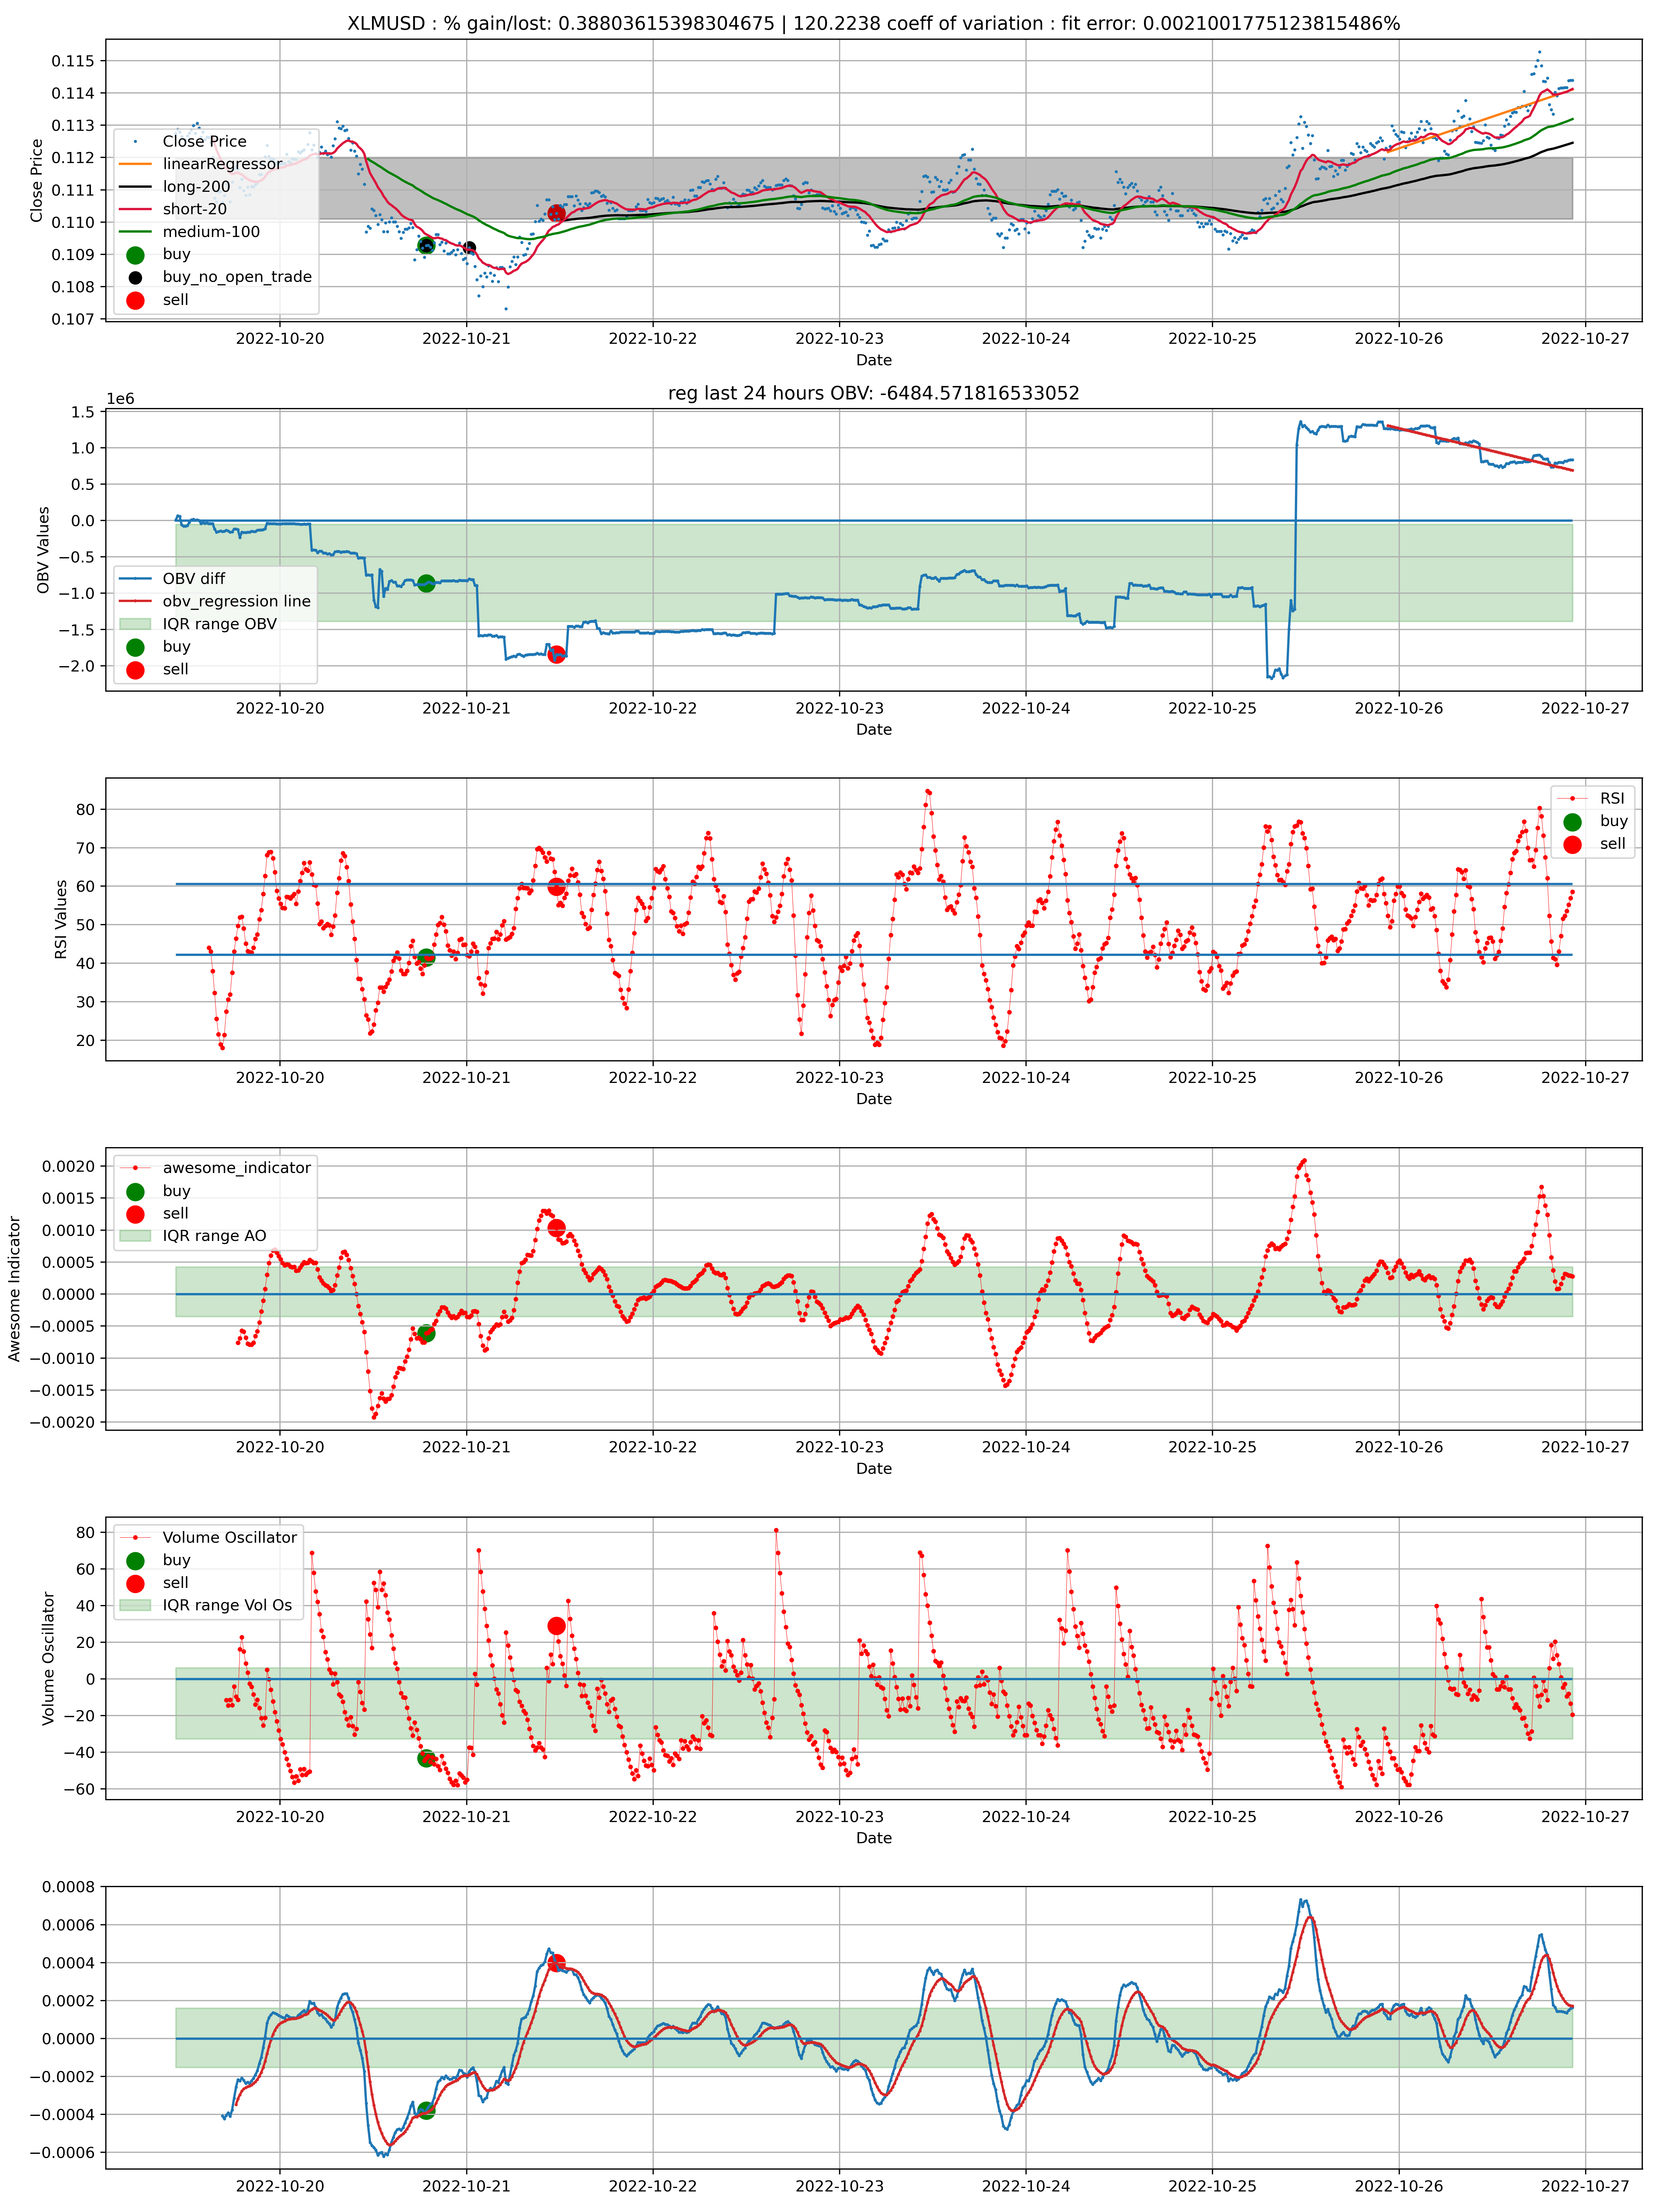 XLMUSD : % gain/lost: 0.38803615398304675 | 120.2238 coeff of variation : fit error: 0.0021001775123815486%
0.115
0.114
0.113
0.112
0.111
0.110
0.109
0.108
0.107
Close Price
Close Price
linearRegressor
long-200
short-20
medium-100
buy
buy_no_open_trade
sell
2022-10-20 2022-10-21 2022-10-22 2022-10-23 2022-10-24 2022-10-25 2022-10-26 2022-10-27
Date
reg last 24 hours OBV: -6484.571816533052
1e6
1.5
1.0
0.5
0.0
−0.5
−1.0
−1.5
−2.0
OBV Values
OBV diff
obv_regression line
IQR range OBV
buy
sell
2022-10-20 2022-10-21 2022-10-22 2022-10-23 2022-10-24 2022-10-25 2022-10-26 2022-10-27
Date
80
70
60
50
40
30
20
RSI Values
RSI
buy
sell
2022-10-20 2022-10-21 2022-10-22 2022-10-23 2022-10-24 2022-10-25 2022-10-26 2022-10-27
Date
0.0020
0.0015
0.0010
0.0005
0.0000
−0.0005
−0.0010
−0.0015
−0.0020
Awesome Indicator
awesome_indicator
buy
sell
IQR range AO
2022-10-20 2022-10-21 2022-10-22 2022-10-23 2022-10-24 2022-10-25 2022-10-26 2022-10-27
Date
80
60
40
20
0
−20
−40
−60
Volume Oscillator
Volume Oscillator
buy
sell
IQR range Vol Os
2022-10-20 2022-10-21 2022-10-22 2022-10-23 2022-10-24 2022-10-25 2022-10-26 2022-10-27
Date
0.0008
0.0006
0.0004
0.0002
0.0000
−0.0002
−0.0004
−0.0006
2022-10-20 2022-10-21 2022-10-22 2022-10-23 2022-10-24 2022-10-25 2022-10-26 2022-10-27